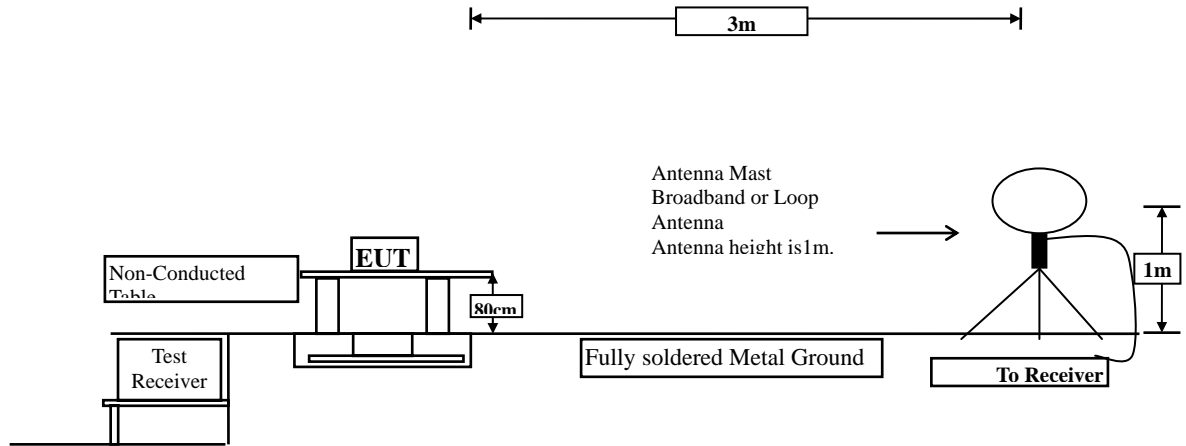 3m
Antenna Mast
Broadband or Loop
Antenna
Antenna height is1m.
EUT
Non-Conducted
Table
80cm
1m
Test
Receiver
Fully soldered Metal Ground
To Receiver